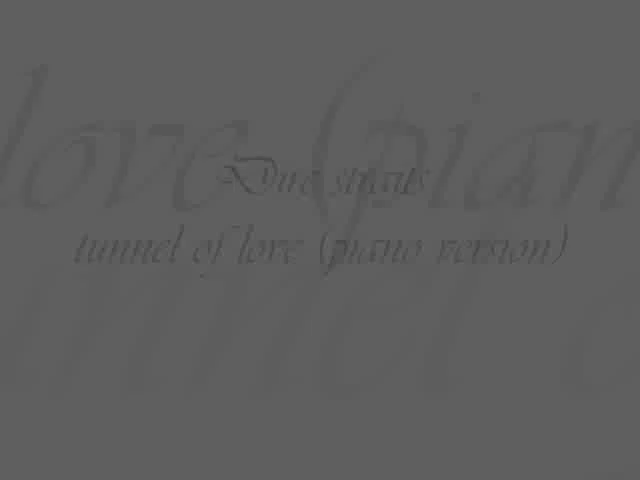 Dire straits
tunnel of love (piano version)